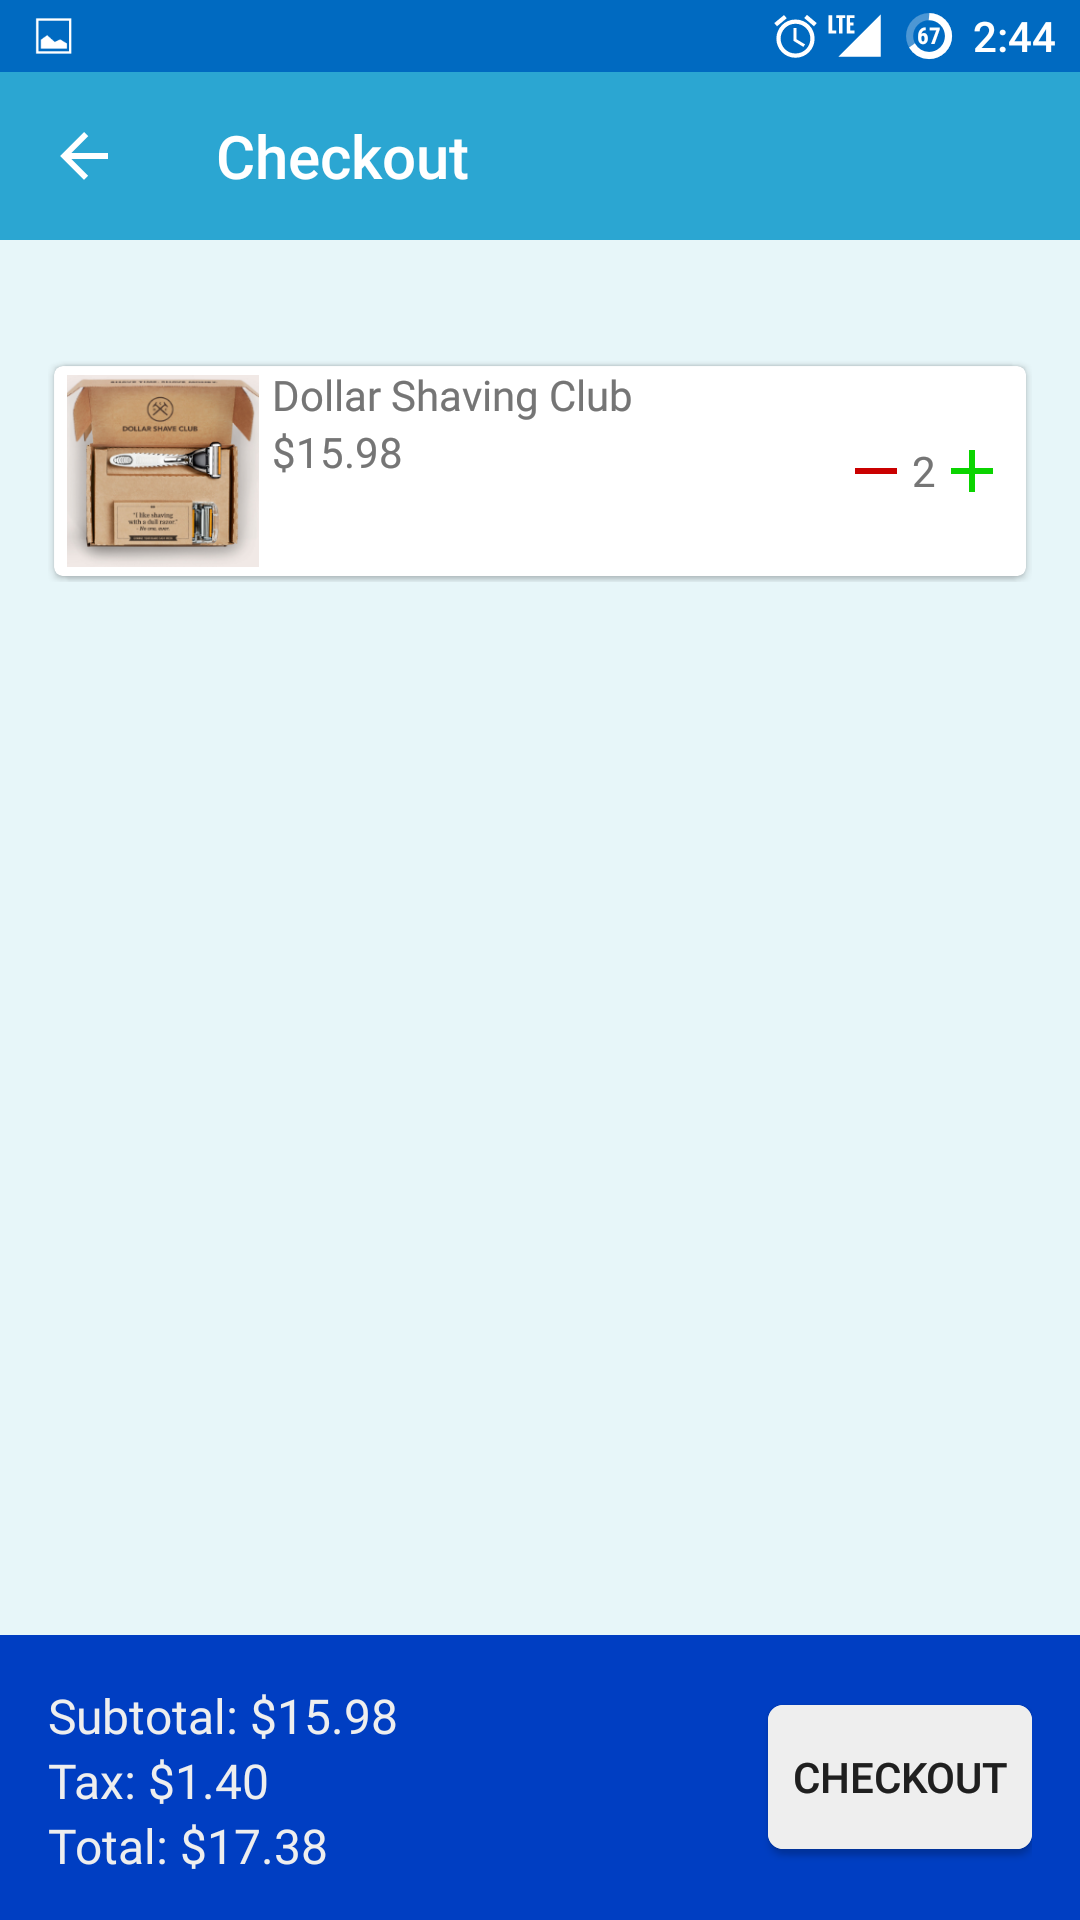 LTE 67 2:44
Checkout
Dollar Shaving Club
$15.98
2
DOLLAR SHAVE CLUB
"I like shaving
with a dull razor."
Subtotal: $15.98
Tax: $1.40
Total: $17.38
CHECKOUT